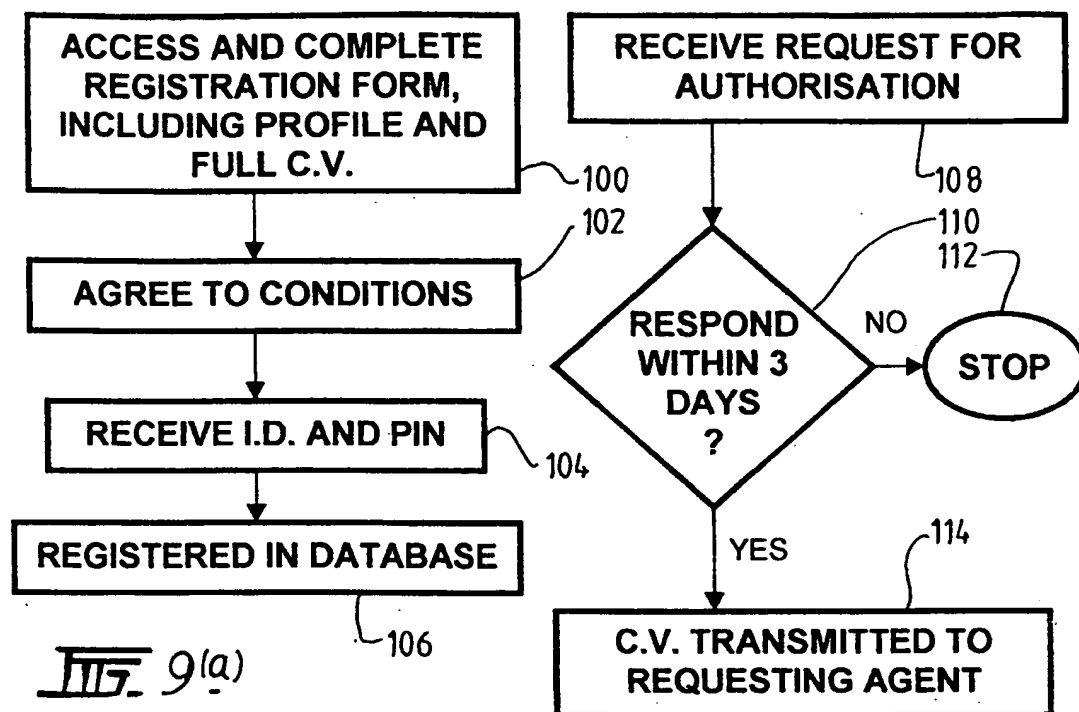 ACCESS AND COMPLETE
REGISTRATION FORM,
INCLUDING PROFILE AND
FULL C.V.
100
102
AGREE TO CONDITIONS
RECEIVE I.D. AND PIN
104
REGISTERED IN DATABASE
106
FIG. 9(a)
RECEIVE REQUEST FOR
AUTHORISATION
108
110
112
RESPOND
WITHIN 3
DAYS
?
NO
STOP
YES
114
C.V. TRANSMITTED TO
REQUESTING AGENT